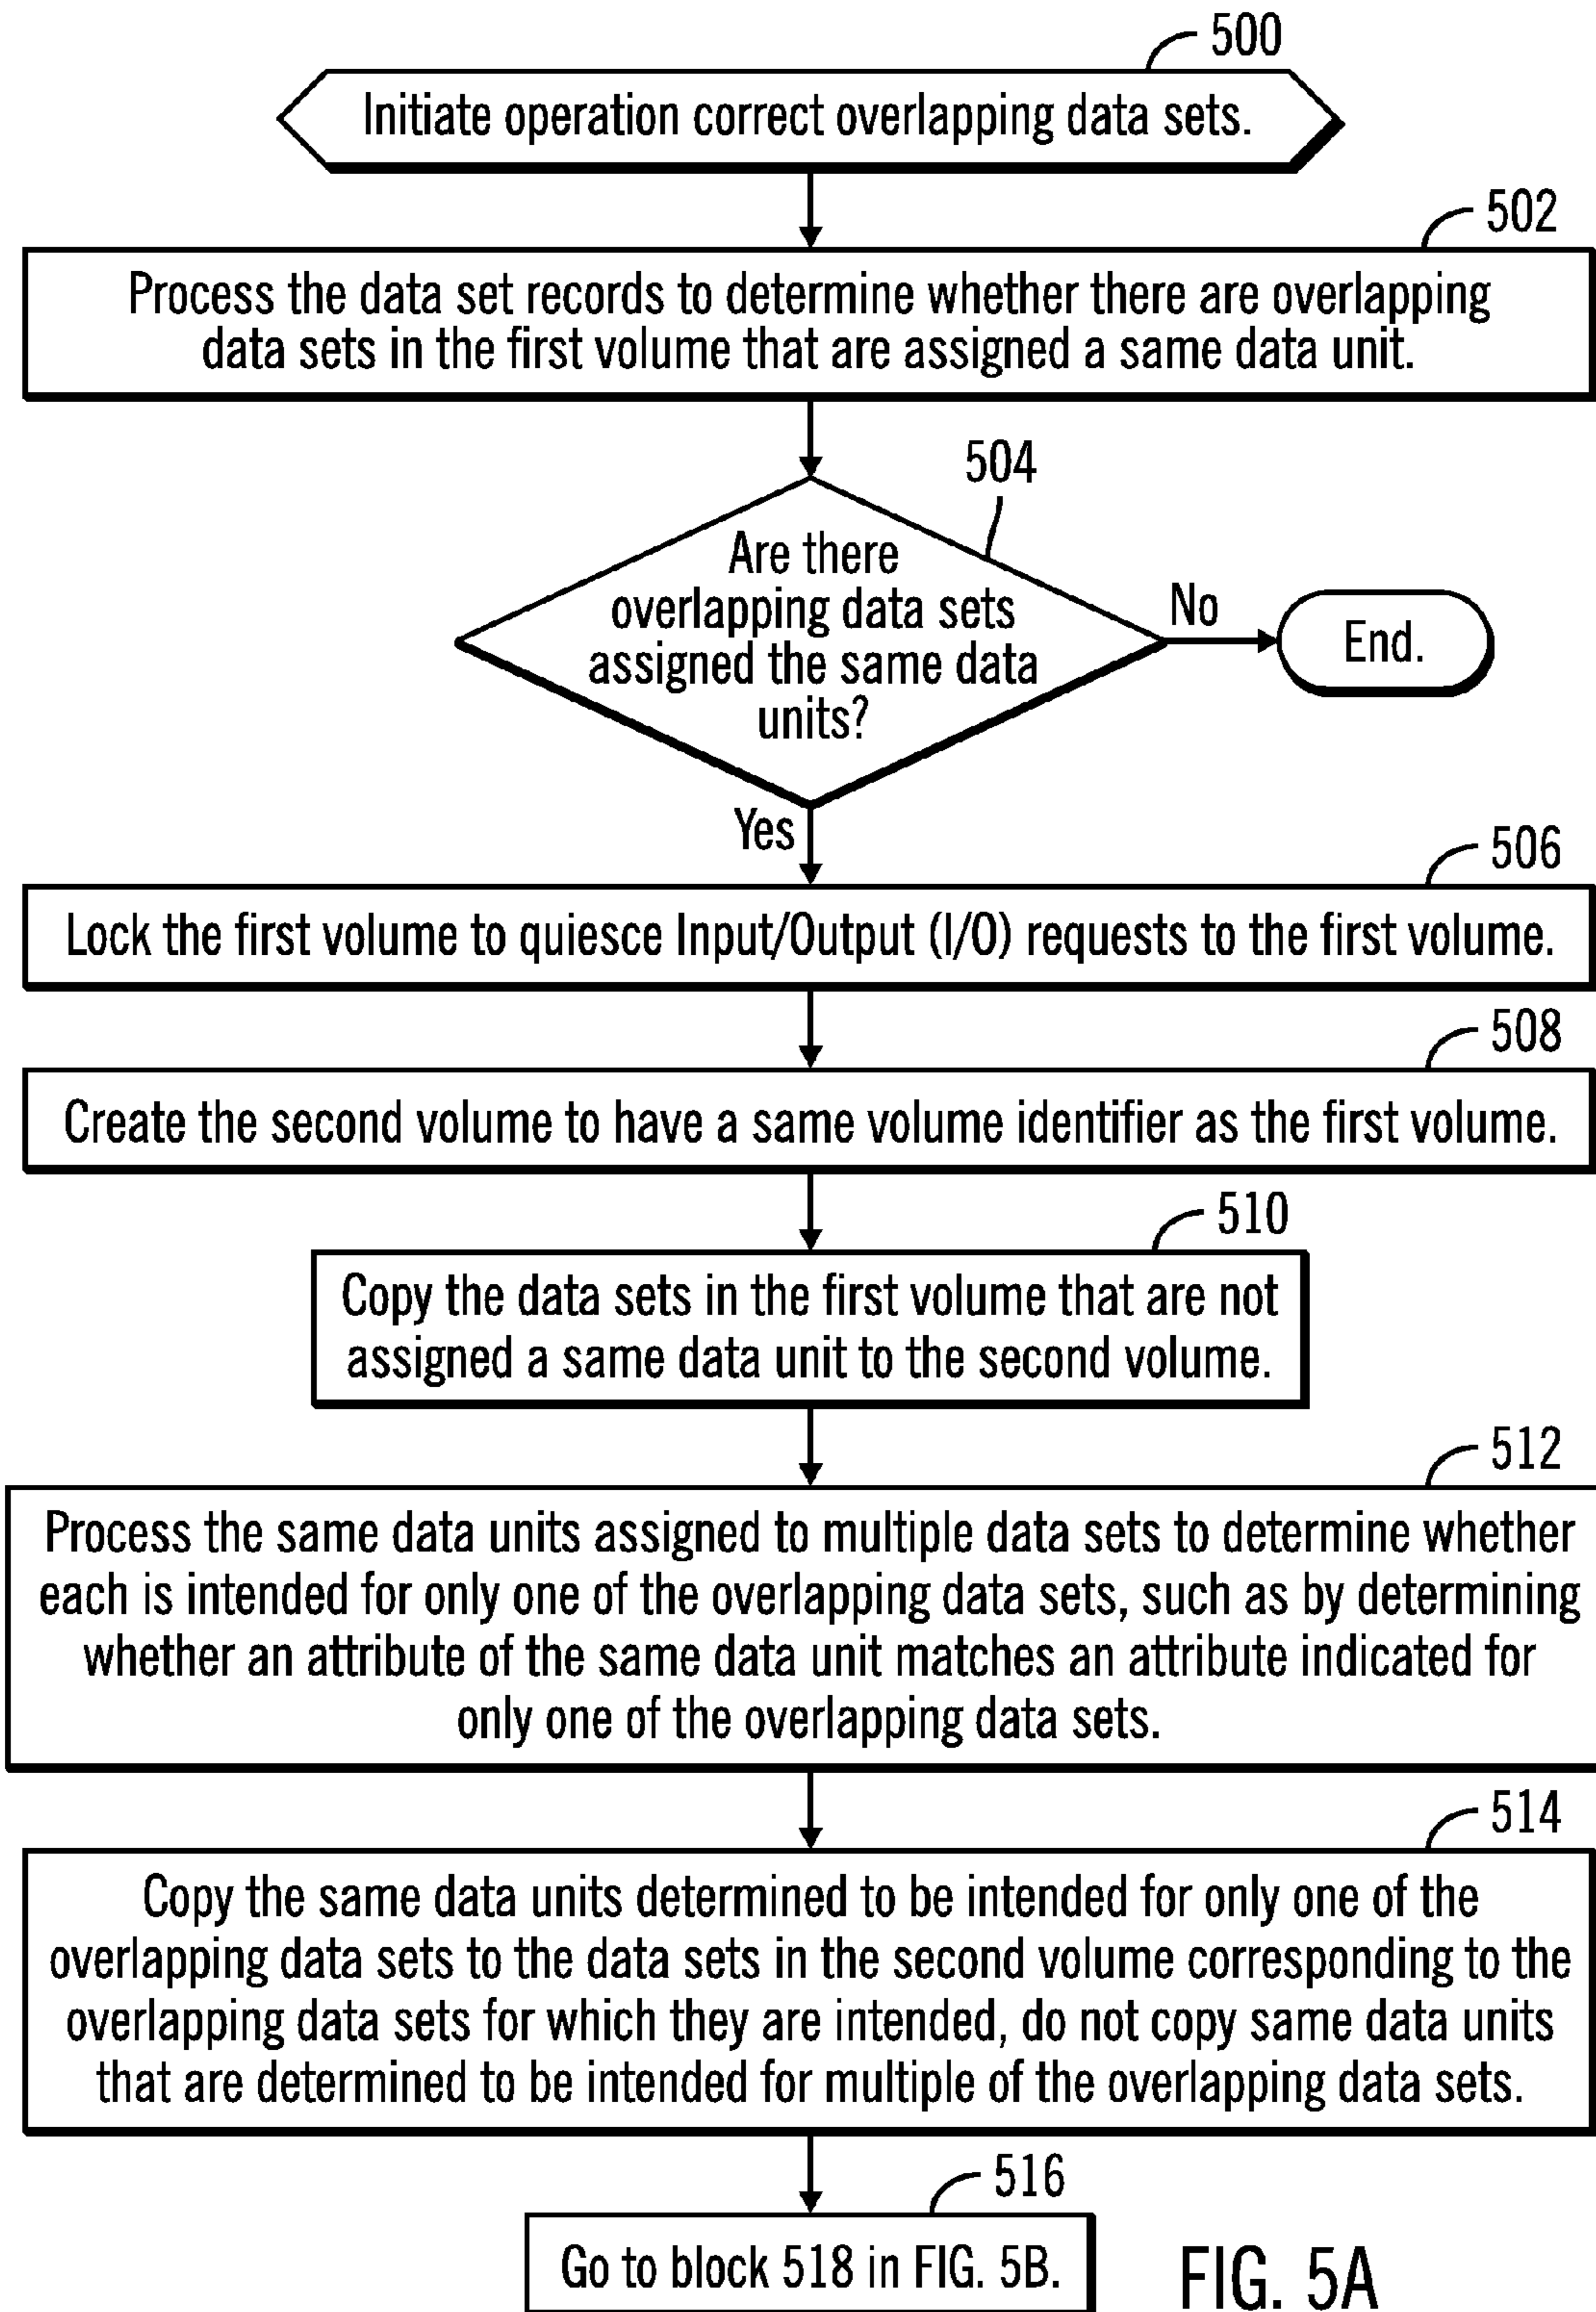 500
Initiate operation correct overlapping data sets.
502
Process the data set records to determine whether there are overlapping
data sets in the first volume that are assigned a same data unit.
504
Are there
overlapping data sets
assigned the same data
units?
No
End.
Yes
506
Lock the first volume to quiesce Input/Output (I/O) requests to the first volume.
508
Create the second volume to have a same volume identifier as the first volume.
510
Copy the data sets in the first volume that are not
assigned a same data unit to the second volume.
512
Process the same data units assigned to multiple data sets to determine whether
each is intended for only one of the overlapping data sets, such as by determining
whether an attribute of the same data unit matches an attribute indicated for
only one of the overlapping data sets.
514
Copy the same data units determined to be intended for only one of the
overlapping data sets to the data sets in the second volume corresponding to the
overlapping data sets for which they are intended, do not copy same data units
that are determined to be intended for multiple of the overlapping data sets.
516
Go to block 518 in FIG. 5B.
FIG. 5A